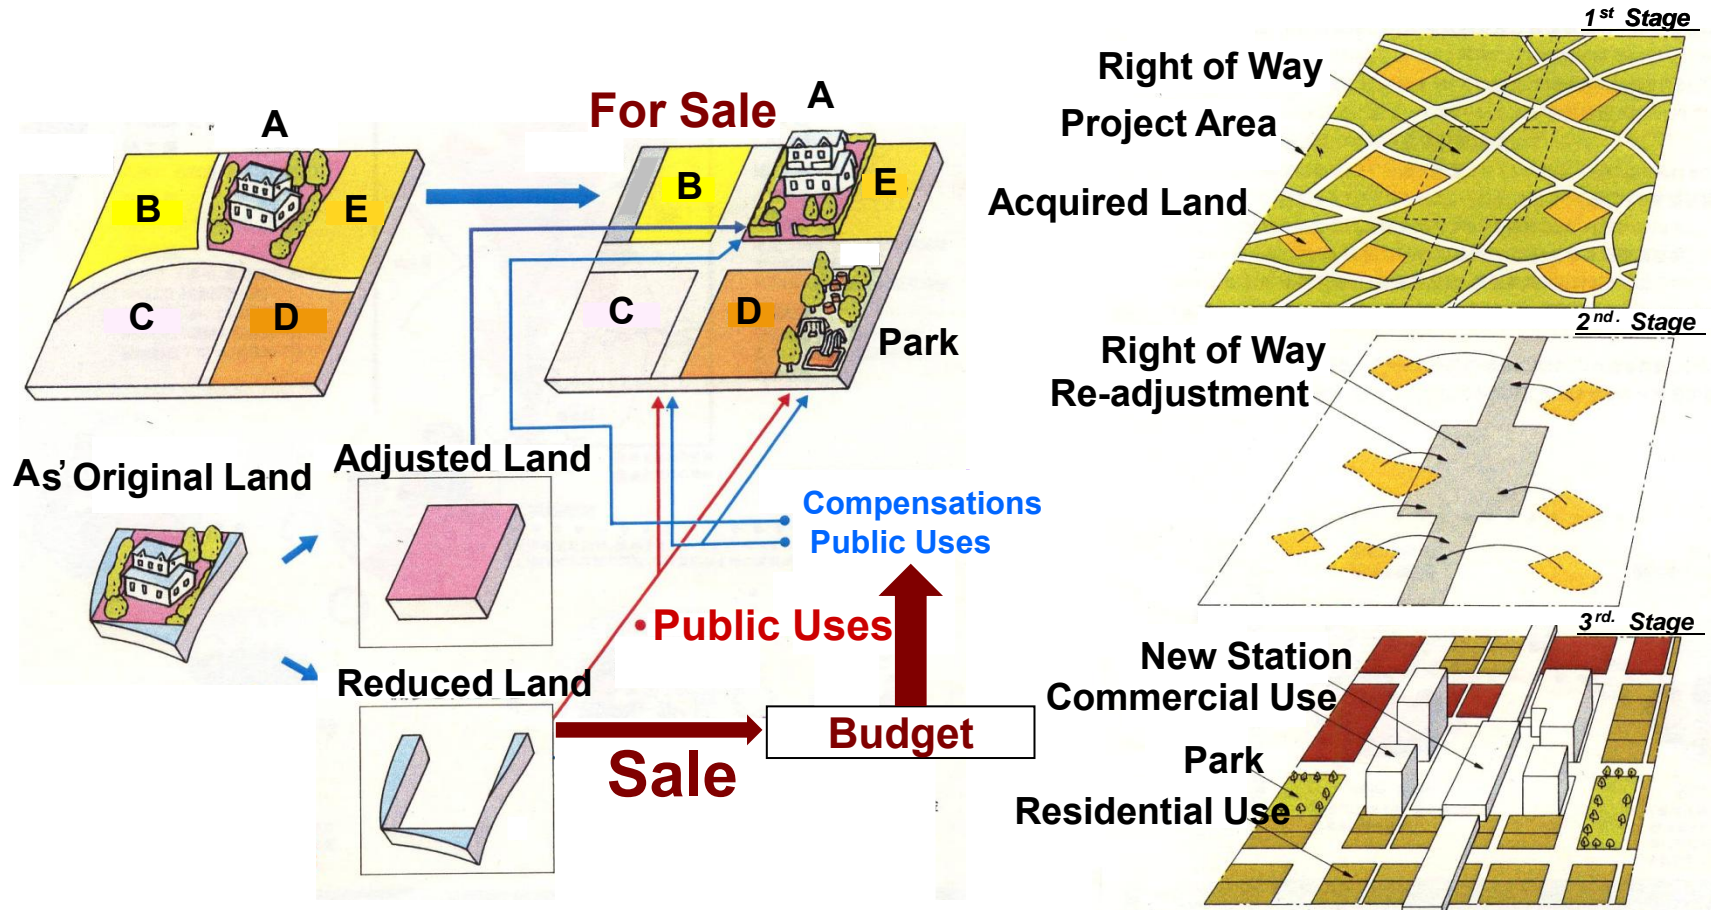 A
B
E
C
D
For Sale
A
B
E
C
D
Park
As’ Original Land
Adjusted Land
Reduced Land
Compensations
Public Uses
• Public Uses
Sale
Budget
1st Stage
Right of Way
Project Area
Acquired Land
2nd. Stage
Right of Way
Re-adjustment
3rd. Stage
New Station
Commercial Use
Park
Residential Use